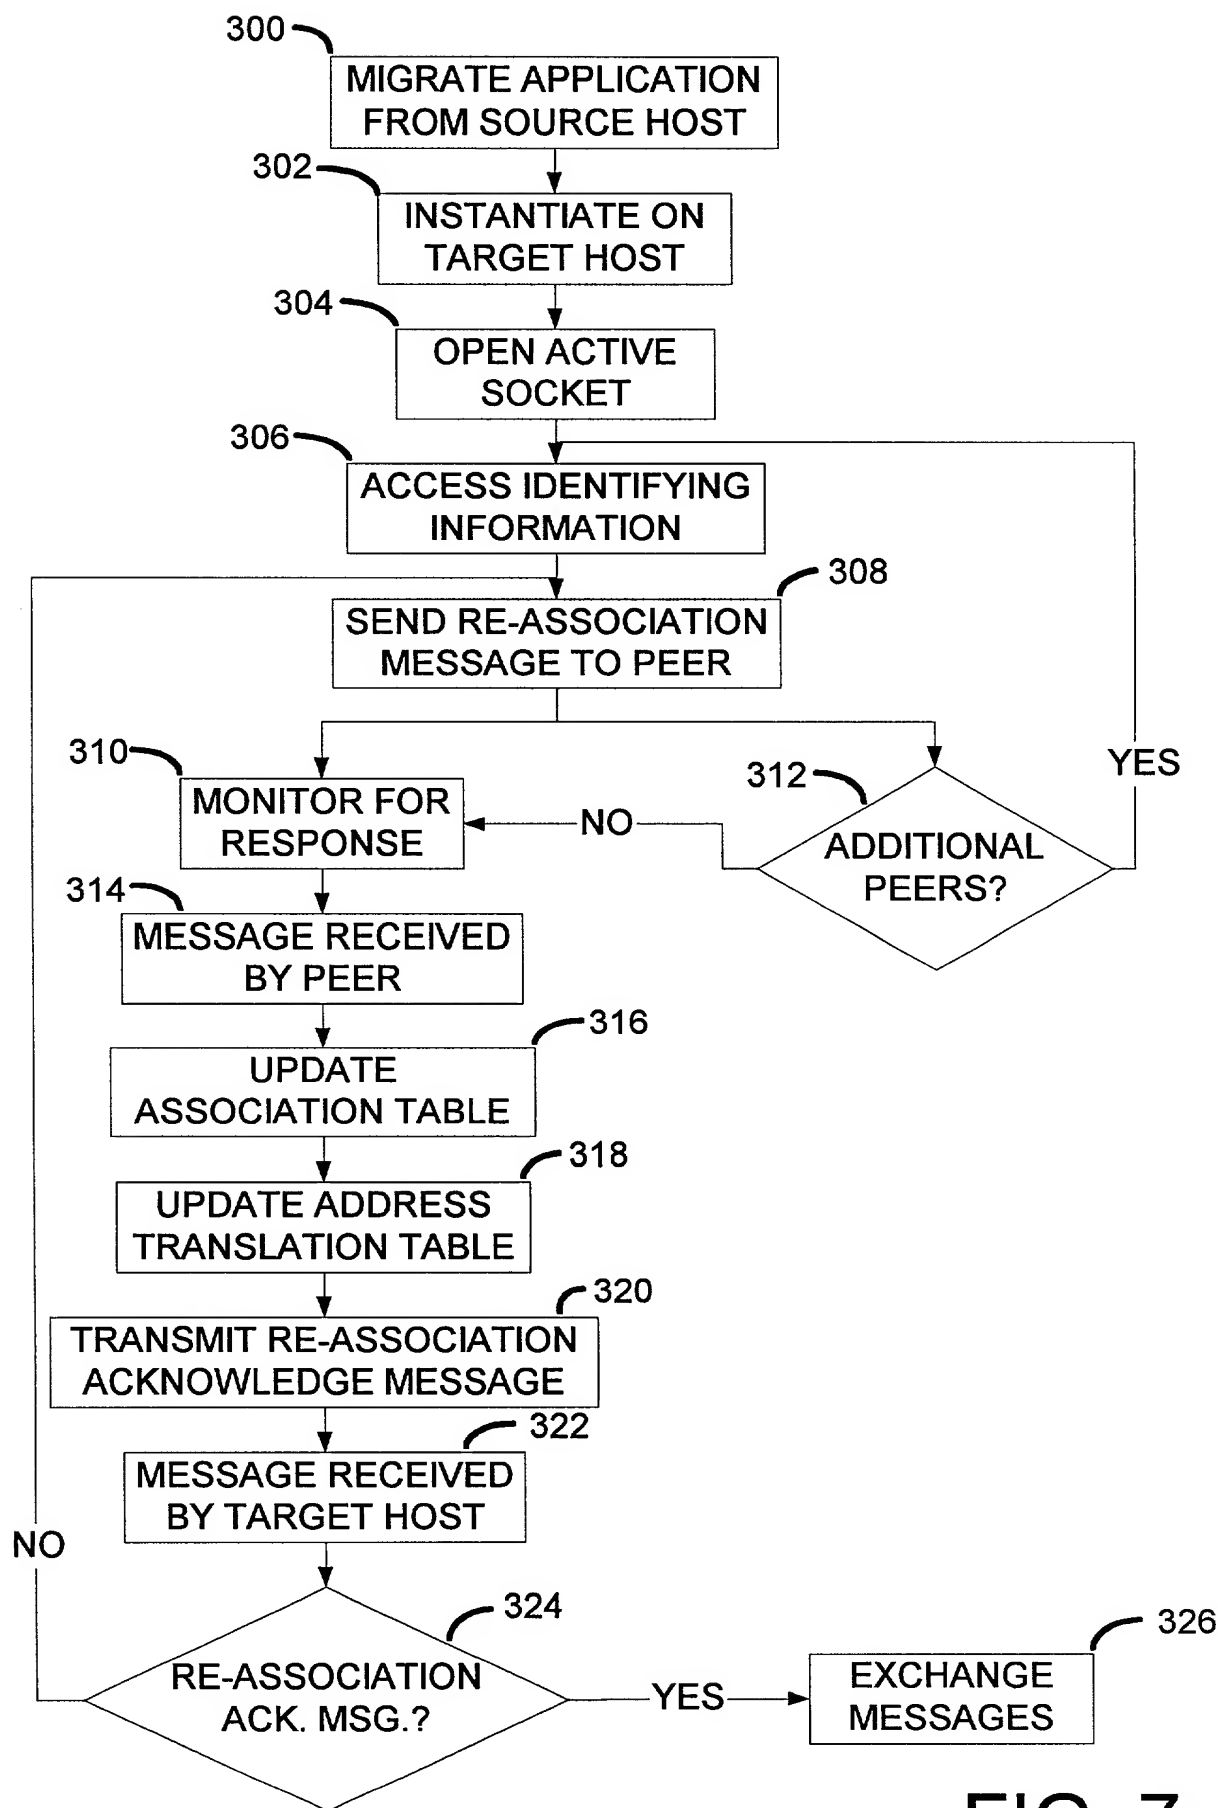 300
MIGRATE APPLICATION
FROM SOURCE HOST
302
INSTANTIATE ON
TARGET HOST
304
OPEN ACTIVE
SOCKET
306
ACCESS IDENTIFYING
INFORMATION
308
SEND RE-ASSOCIATION
MESSAGE TO PEER
310
MONITOR FOR
RESPONSE
NO
312
ADDITIONAL
PEERS?
YES
314
MESSAGE RECEIVED
BY PEER
316
UPDATE
ASSOCIATION TABLE
318
UPDATE ADDRESS
TRANSLATION TABLE
320
TRANSMIT RE-ASSOCIATION
ACKNOWLEDGE MESSAGE
322
MESSAGE RECEIVED
BY TARGET HOST
NO
324
RE-ASSOCIATION
ACK. MSG.?
YES
326
EXCHANGE
MESSAGES
FIG. 7